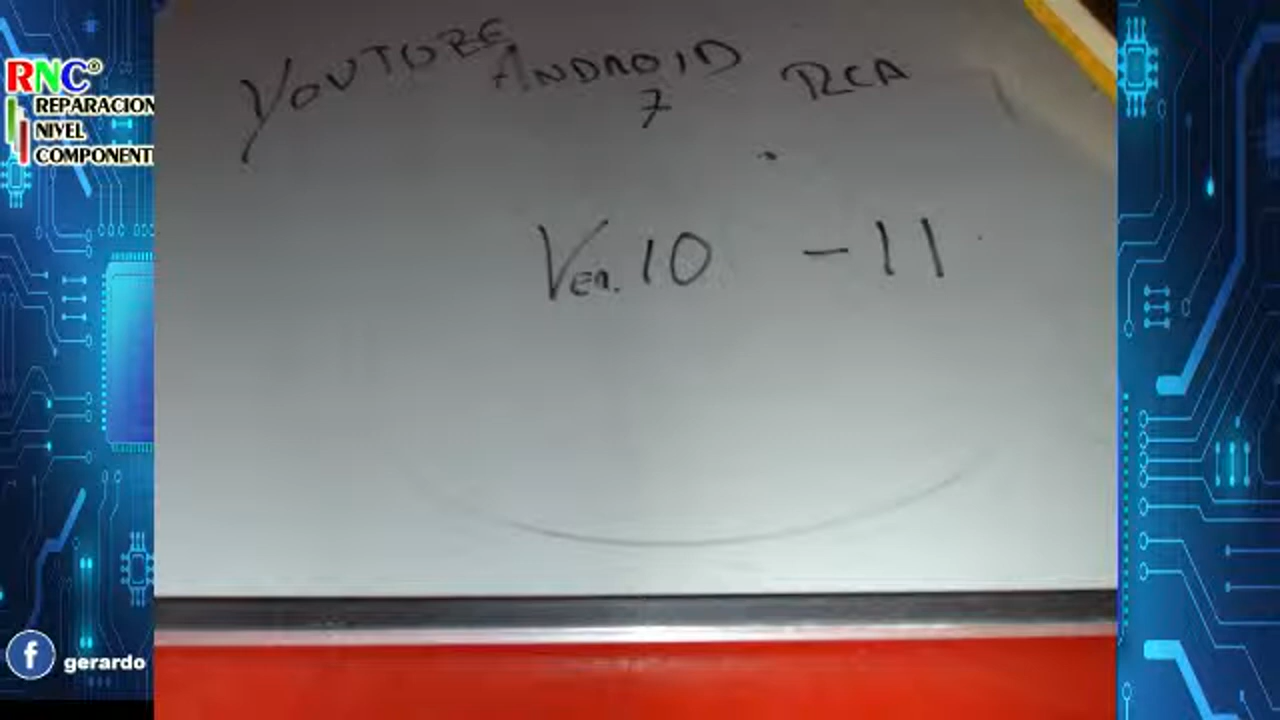 RNC®
REPARACION
NIVEL
COMPONENT
YOUTUBE ANDROID RCA
7
Ver. 10 - 11
gerardo